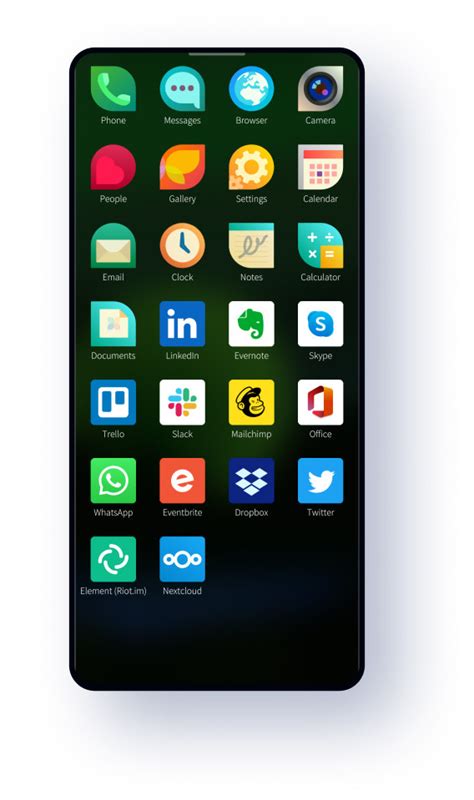 Phone Messages Browser Camera
People Gallery Settings Calendar
Email Clock Notes Calculator
Documents LinkedIn Evernote Skype
Trello Slack Mailchimp Office
WhatsApp Eventbrite Dropbox Twitter
Element (Riot.im) Nextcloud